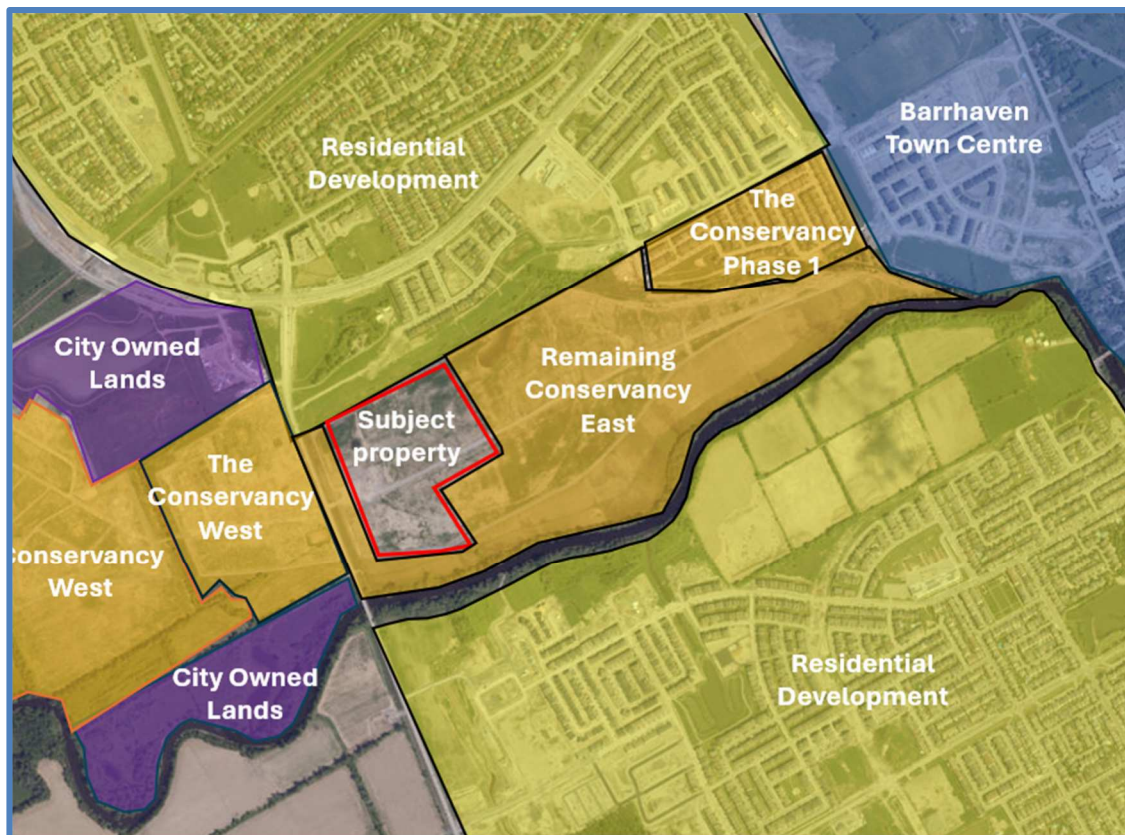 Residential
Development
Barrhaven
Town Centre
The
Conservancy
Phase 1
City Owned
Lands
Remaining
Conservancy
East
Subject
property
The
Conservancy
West
Conservancy
West
City Owned
Lands
Residential
Development